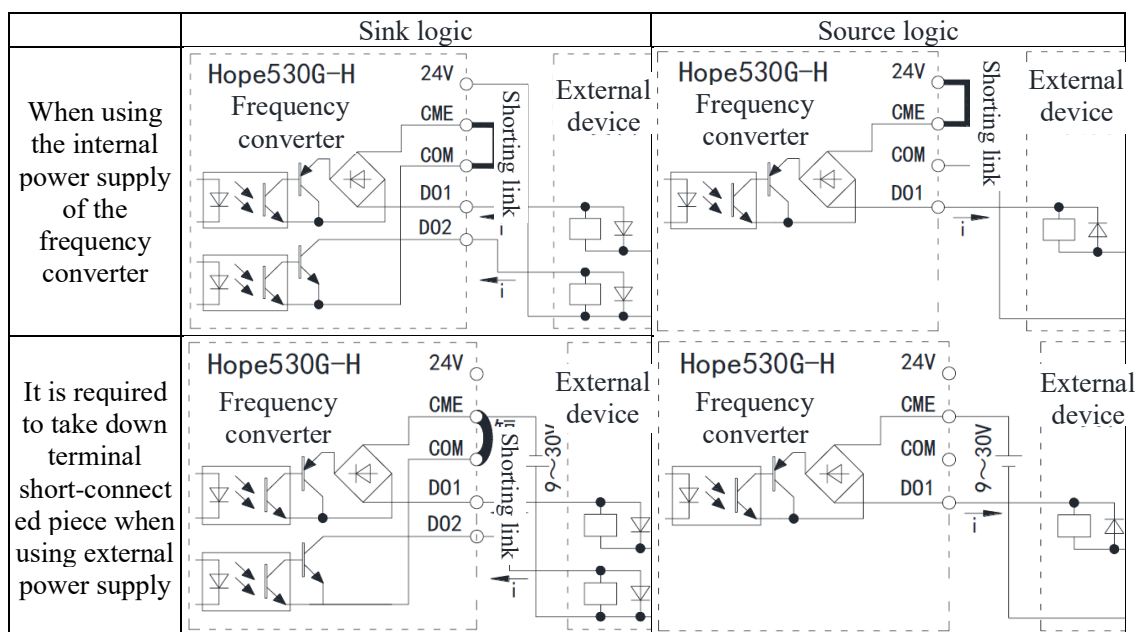 Sink logic
Source logic
When using
the internal
power supply
of the
frequency
converter
Hope530G-H
Frequency
converter
24V
CME
COM
DO1
DO2
Shorting link
External
device
i
Hope530G-H
Frequency
converter
24V
CME
COM
DO1
Shorting link
External
device
i
It is required
to take down
terminal
short-connect
ed piece when
using external
power supply
Hope530G-H
Frequency
converter
24V
CME
COM
DO1
DO2
Shorting link
9～30V
External
device
i
Hope530G-H
Frequency
converter
24V
CME
COM
DO1
9～30V
External
device
i